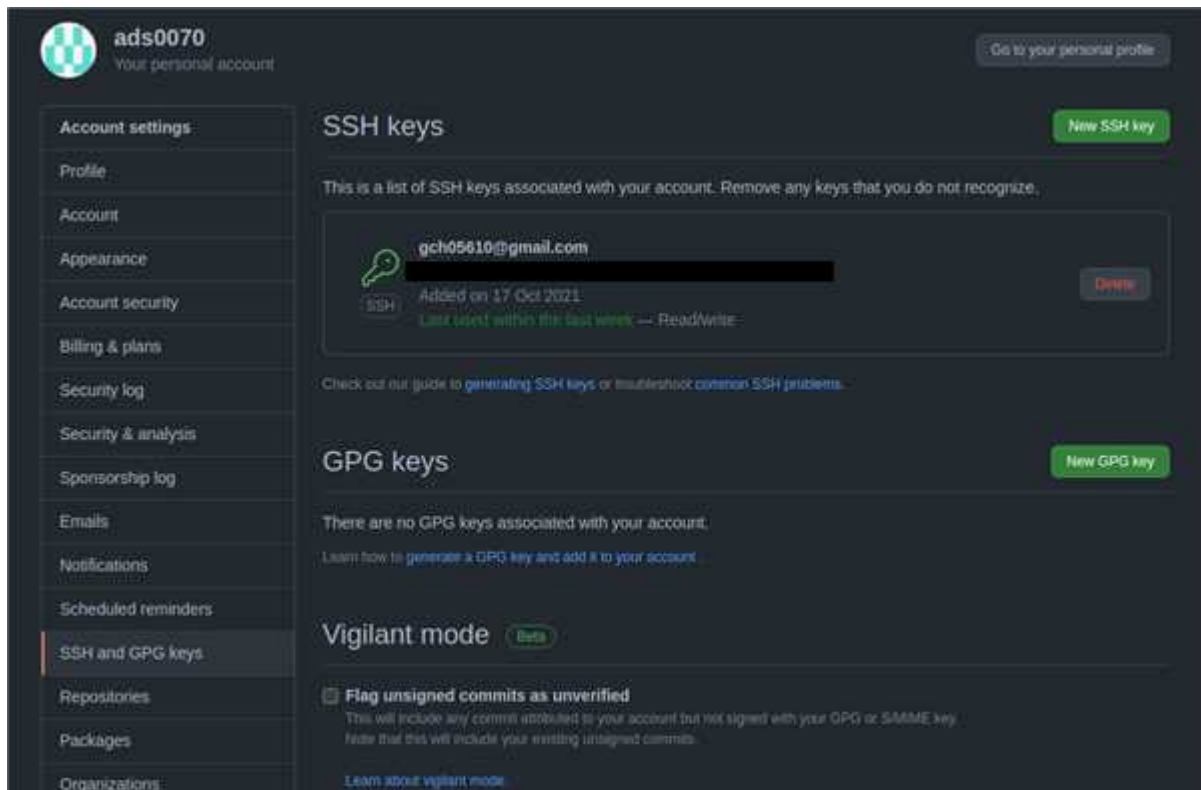 ads0070
Your personal account
Go to your personal profile
Account settings
Profile
Account
Appearance
Account security
Billing & plans
Security log
Security & analysis
Sponsorship log
Emails
Notifications
Scheduled reminders
SSH and GPG keys
Repositories
Packages
Organizations
SSH keys
New SSH key
This is a list of SSH keys associated with your account. Remove any keys that you do not recognize.
gch05610@gmail.com
SSH
Added on 17 Oct 2021
Last used within the last week — Read/write
Delete
Check out our guide to generating SSH keys or troubleshoot common SSH problems.
GPG keys
New GPG key
There are no GPG keys associated with your account.
Learn how to generate a GPG key and add it to your account.
Vigilant mode
Beta
Flag unsigned commits as unverified
This will include any commit attributed to your account but not signed with your GPG or S/MIME key.
Note that this will include your existing unsigned commits.
Learn about vigilant mode.